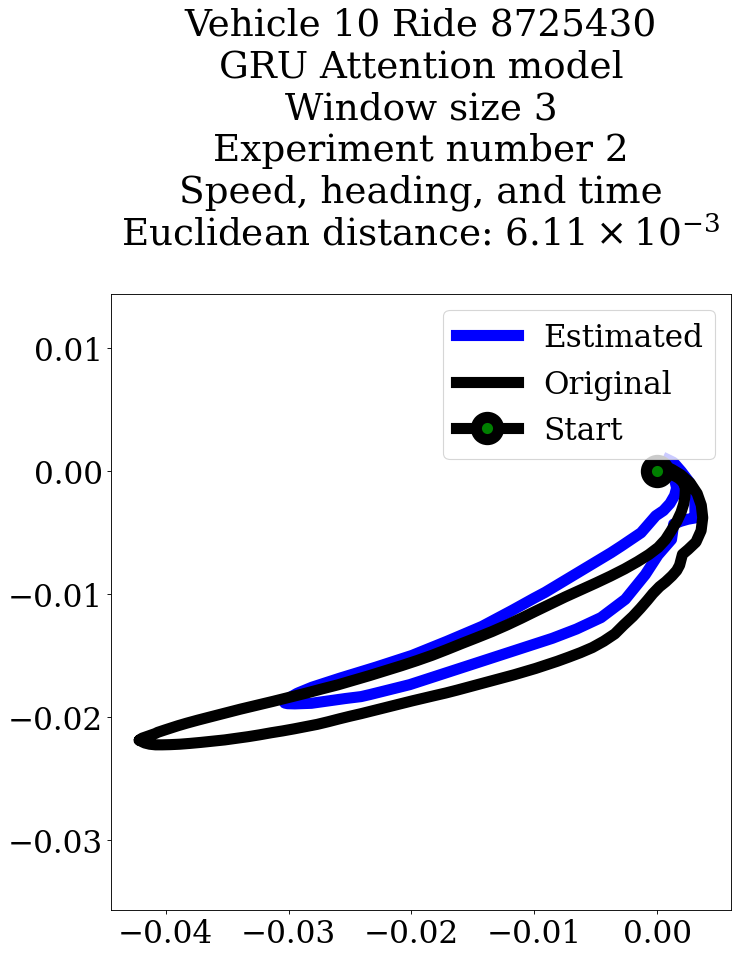 Vehicle 10 Ride 8725430
GRU Attention model
Window size 3
Experiment number 2
Speed, heading, and time
Euclidean distance: 6.11 × 10⁻³
Estimated
Original
Start
0.01
0.00
−0.01
−0.02
−0.03
−0.04 −0.03 −0.02 −0.01 0.00